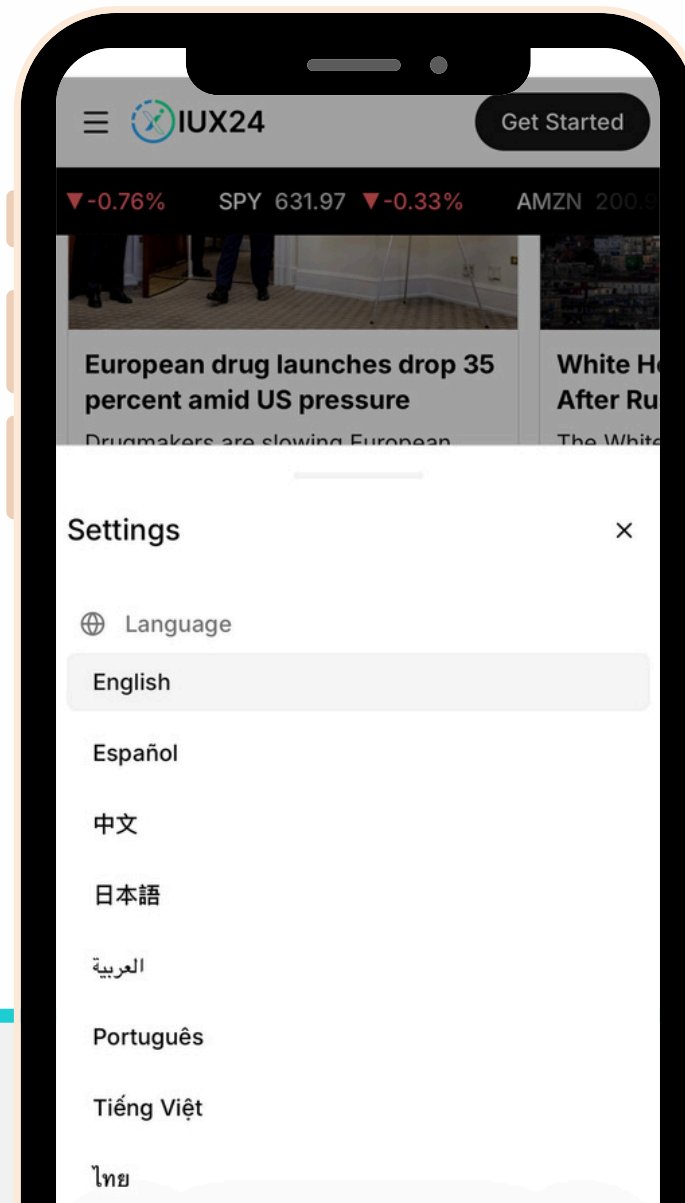 IUX24
Get Started
▼-0.76% SPY 631.97 ▼-0.33% AMZN 200.9
European drug launches drop 35
percent amid US pressure
Drugmakers are slowing European
White H
After Ru
The White
Settings
Language
English
Español
中文
日本語
العربية
Português
Tiếng Việt
ไทย